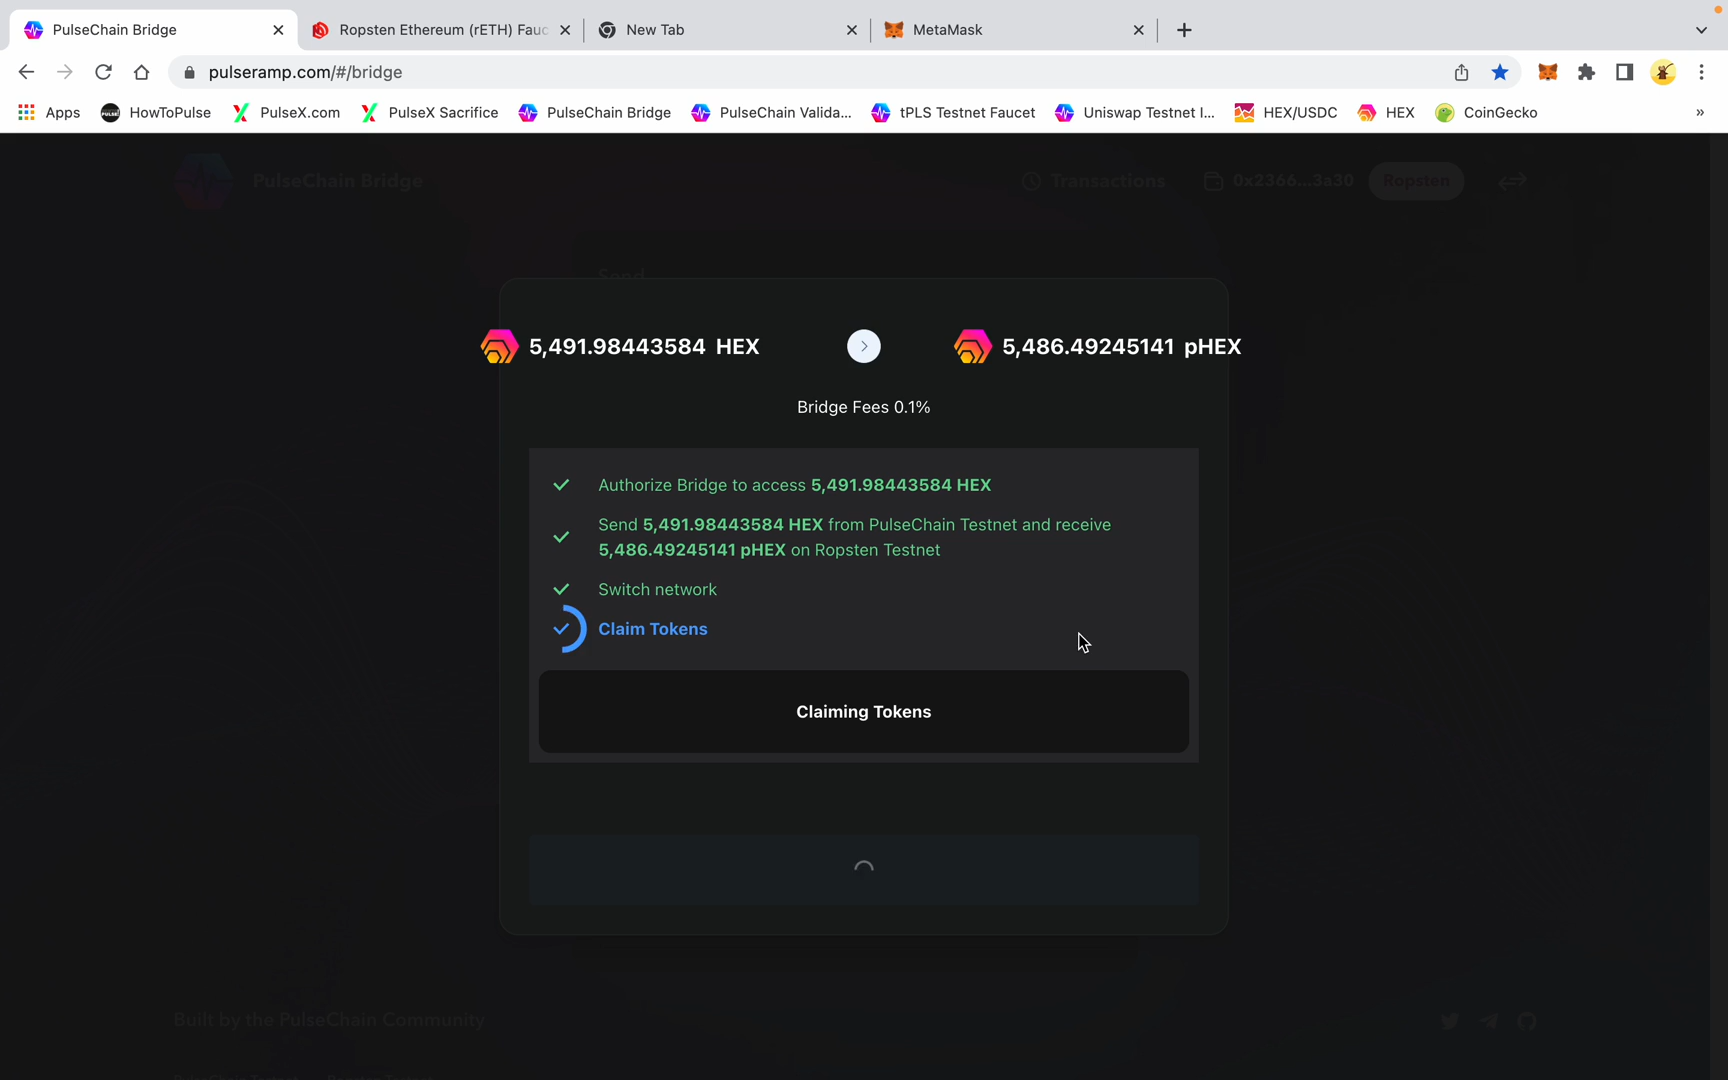 PulseChain Bridge
Ropsten Ethereum (rETH) Fauc
New Tab
MetaMask
pulseramp.com/#/bridge
Apps
HowToPulse
PulseX.com
PulseX Sacrifice
PulseChain Bridge
PulseChain Valida...
tPLS Testnet Faucet
Uniswap Testnet I...
HEX/USDC
HEX
CoinGecko
»
PulseChain Bridge
Transactions
0x2366...3a30
Ropsten
Send
5,491.98443584 HEX
5,486.49245141 pHEX
Bridge Fees 0.1%
Authorize Bridge to access 5,491.98443584 HEX
Send 5,491.98443584 HEX from PulseChain Testnet and receive
5,486.49245141 pHEX on Ropsten Testnet
Switch network
Claim Tokens
Claiming Tokens
Built by the PulseChain Community